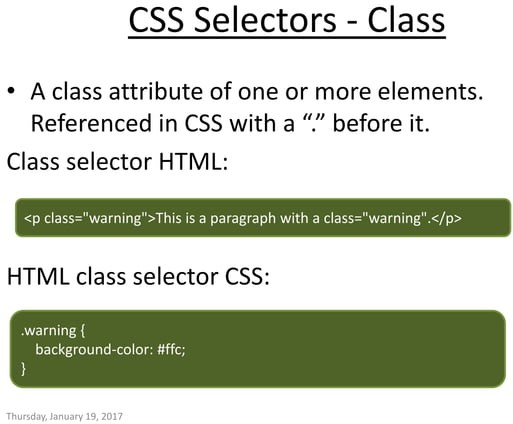 CSS Selectors - Class
• A class attribute of one or more elements.
Referenced in CSS with a “.” before it.
Class selector HTML:
<p class="warning">This is a paragraph with a class="warning".</p>
HTML class selector CSS:
.warning {
background-color: #ffc;
}
Thursday, January 19, 2017